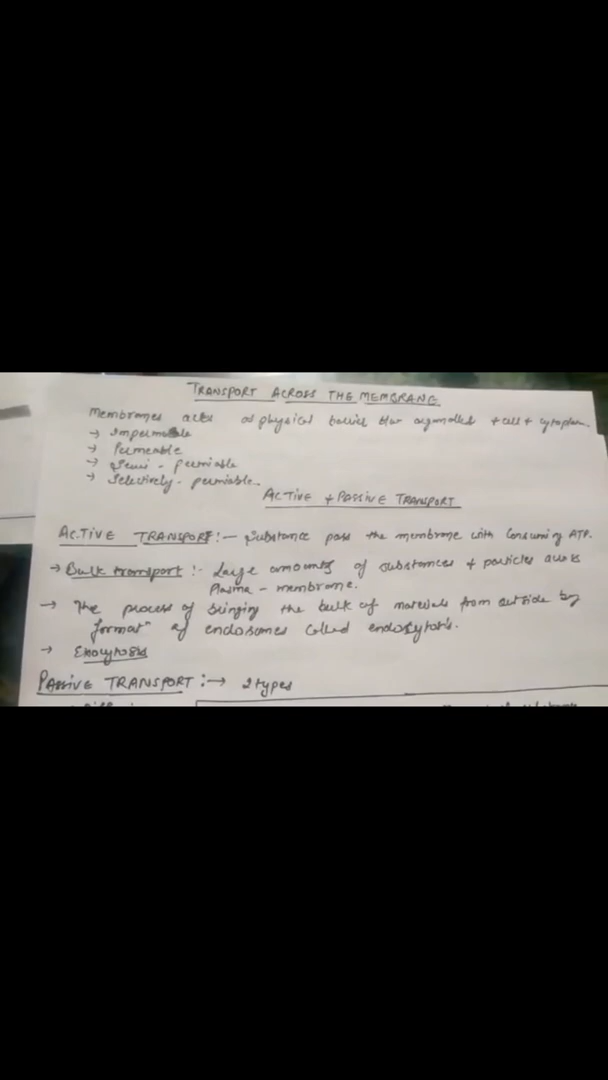 TRANSPORT ACROSS THE MEMBRANE
Membranes acts as physical barrier btw organelles + cell + cytoplasm.
→ Impermeable
→ Permeable
→ Semi - permiable
→ Selectively - permiable.
ACTIVE + PASSIVE TRANSPORT
ACTIVE TRANSPORT :- Substance pass the membrane with Consuming ATP.
→ Bulk transport :- Large amounts of substances + particles across
Plasma - membrane.
→ The process of bringing the bulk of materials from outside by
formatⁿ of endosomes called endocytosis.
→ Exocytosis
PASSIVE TRANSPORT :→ 2 types